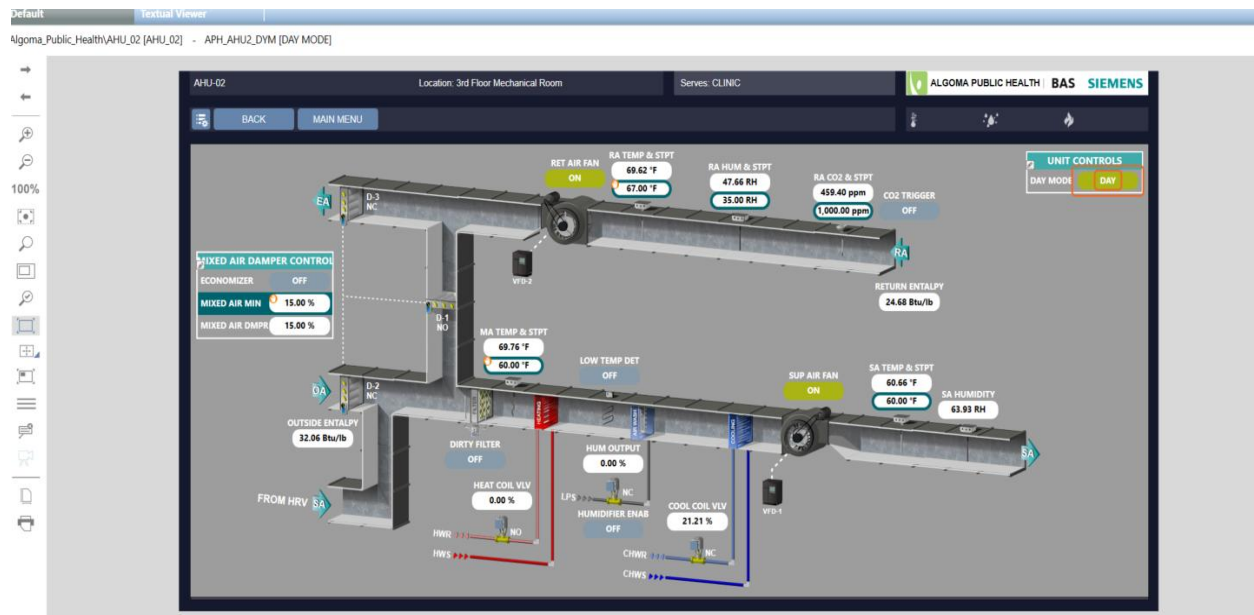 Default Textual Viewer
Algoma_Public_Health\AHU_02 [AHU_02] - APH_AHU2_DYM [DAY MODE]
100%
AHU-02 Location: 3rd Floor Mechanical Room Serves: CLINIC ALGOMA PUBLIC HEALTH BAS SIEMENS
BACK MAIN MENU
UNIT CONTROLS
DAY MODE DAY
RET AIR FAN
ON
RA TEMP & STPT
69.62 °F
67.00 °F
RA HUM & STPT
47.66 RH
35.00 RH
RA CO2 & STPT
459.40 ppm
1,000.00 ppm
CO2 TRIGGER
OFF
EA
D-3
NC
VFD-2
RA
RETURN ENTALPY
24.68 Btu/lb
MIXED AIR DAMPER CONTROL
ECONOMIZER OFF
MIXED AIR MIN 15.00 %
MIXED AIR DMPR 15.00 %
D-1
NO
MA TEMP & STPT
69.76 °F
60.00 °F
LOW TEMP DET
OFF
SUP AIR FAN
ON
SA TEMP & STPT
60.66 °F
60.00 °F
SA HUMIDITY
63.93 RH
OA
D-2
NC
OUTSIDE ENTALPY
32.06 Btu/lb
HEATING
COOLING
DIRTY FILTER
OFF
HUM OUTPUT
0.00 %
SA
FROM HRV SA
HEAT COIL VLV
0.00 %
LPS
NC
HUMIDIFIER ENAB
OFF
COOL COIL VLV
21.21 %
VFD-1
HWR
NO
HWS
CHWR
NC
CHWS